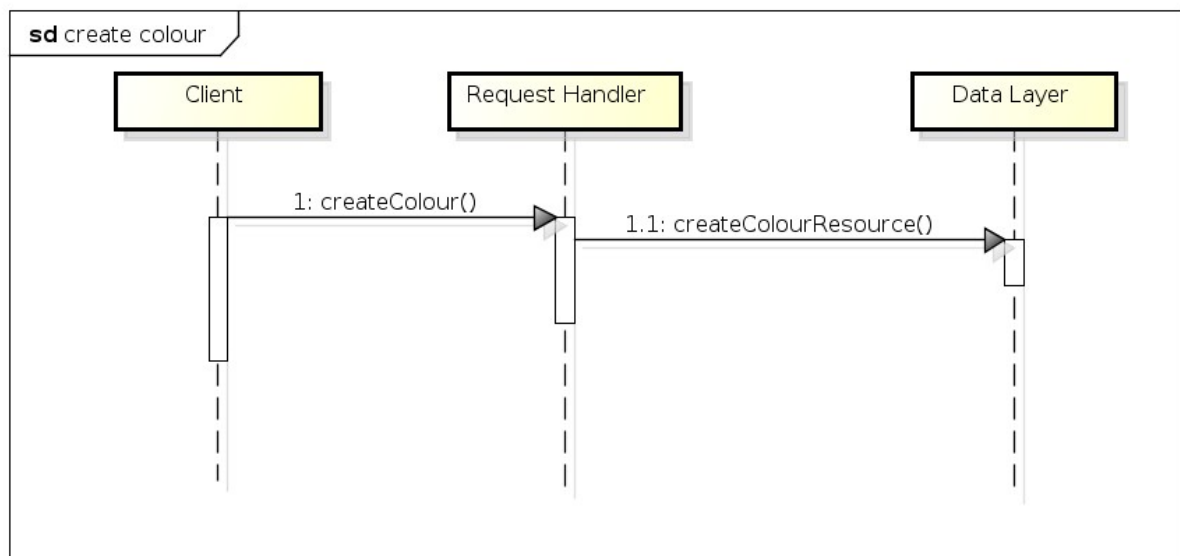 sd create colour
Client
Request Handler
Data Layer
1: createColour()
1.1: createColourResource()